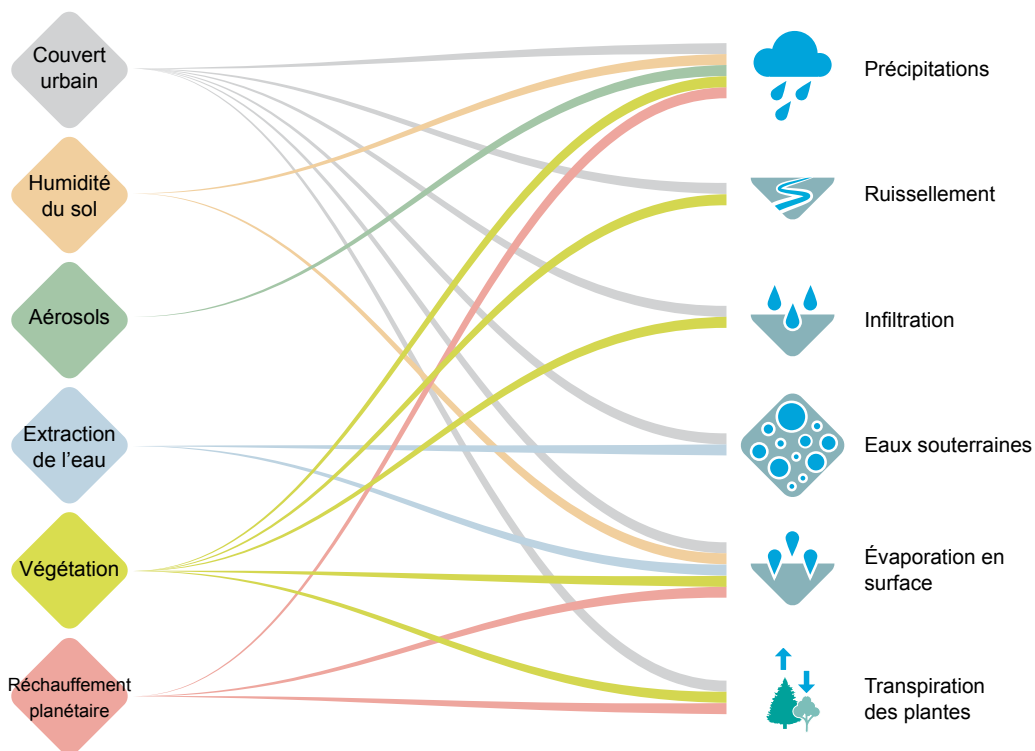 Couvert
urbain
Humidité
du sol
Aérosols
Extraction
de l’eau
Végétation
Réchauffement
planétaire
Précipitations
Ruissellement
Infiltration
Eaux souterraines
Évaporation en
surface
Transpiration
des plantes